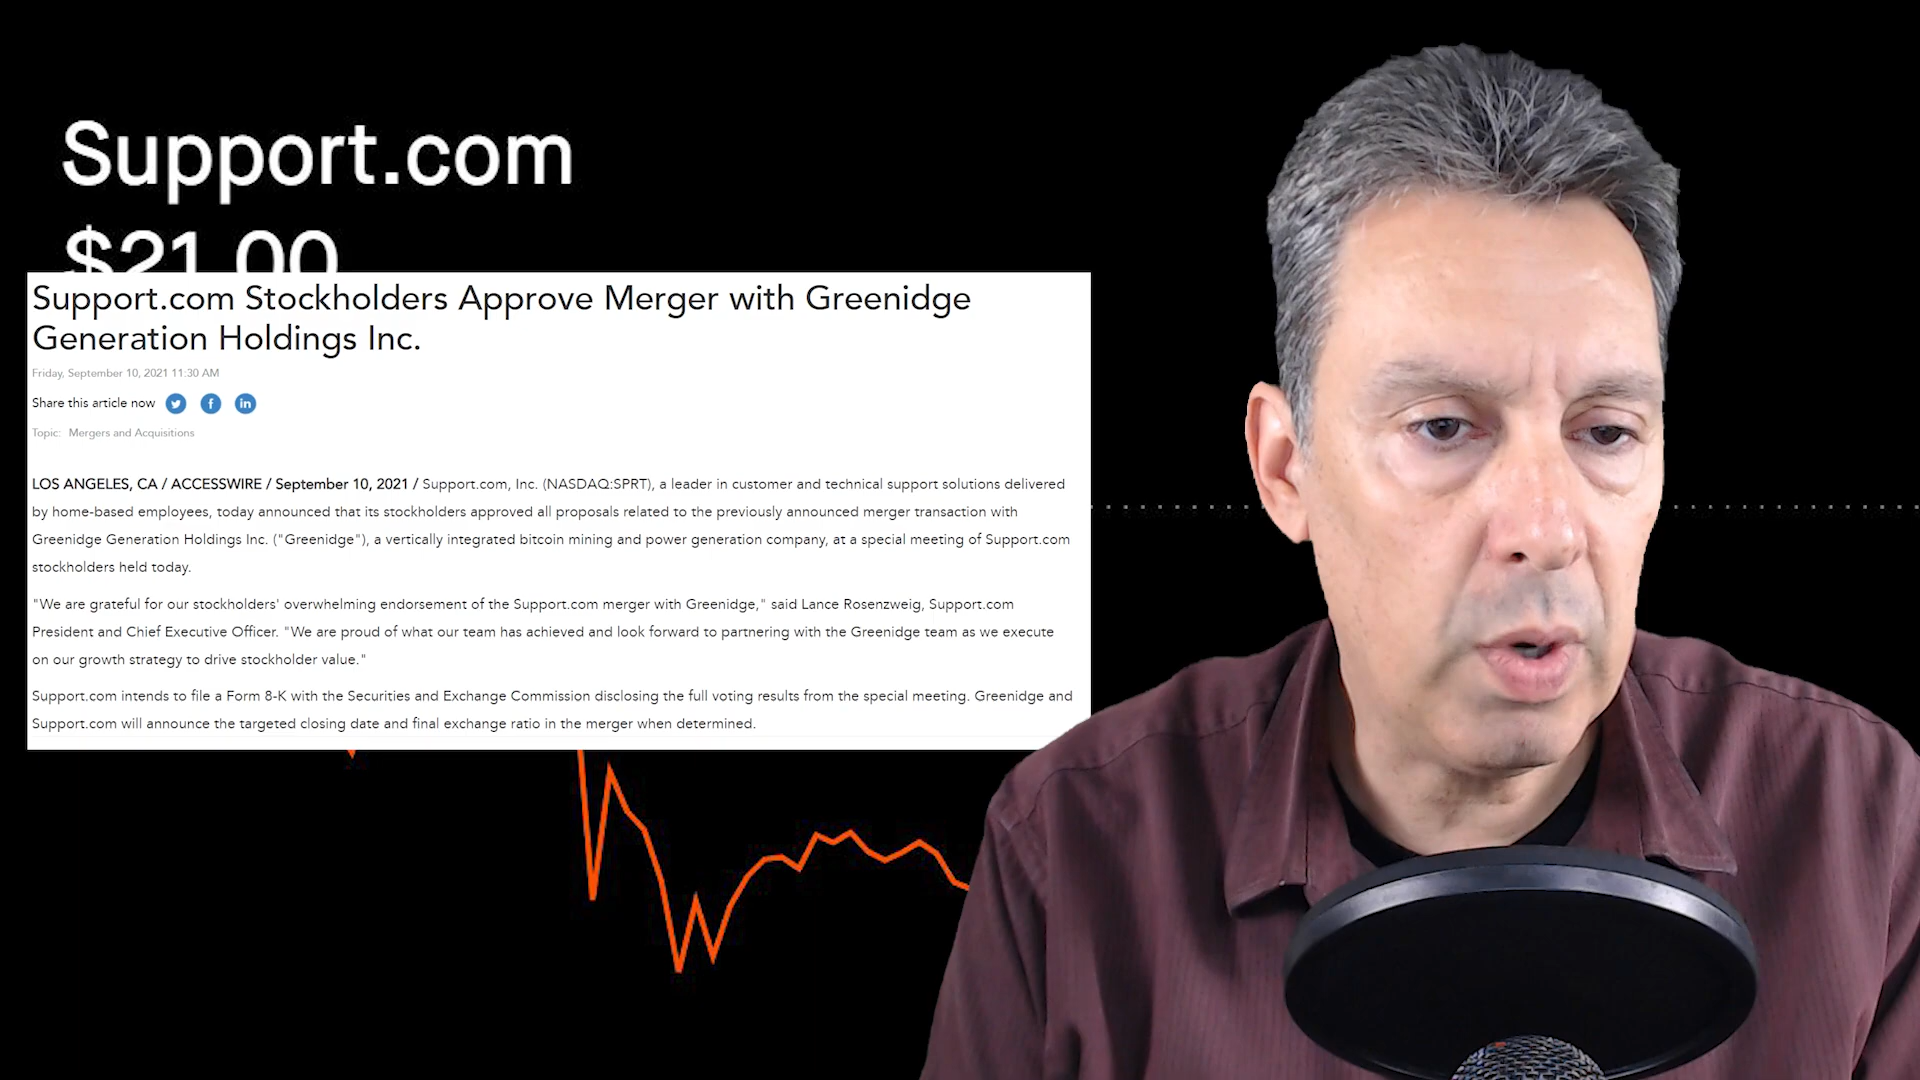 Support.com
$21.00
Support.com Stockholders Approve Merger with Greenidge
Generation Holdings Inc.
Friday, September 10, 2021 11:30 AM
Share this article now
Topic: Mergers and Acquisitions
LOS ANGELES, CA / ACCESSWIRE / September 10, 2021 / Support.com, Inc. (NASDAQ:SPRT), a leader in customer and technical support solutions delivered
by home-based employees, today announced that its stockholders approved all proposals related to the previously announced merger transaction with
Greenidge Generation Holdings Inc. ("Greenidge"), a vertically integrated bitcoin mining and power generation company, at a special meeting of Support.com
stockholders held today.
"We are grateful for our stockholders' overwhelming endorsement of the Support.com merger with Greenidge," said Lance Rosenzweig, Support.com
President and Chief Executive Officer. "We are proud of what our team has achieved and look forward to partnering with the Greenidge team as we execute
on our growth strategy to drive stockholder value."
Support.com intends to file a Form 8-K with the Securities and Exchange Commission disclosing the full voting results from the special meeting. Greenidge and
Support.com will announce the targeted closing date and final exchange ratio in the merger when determined.